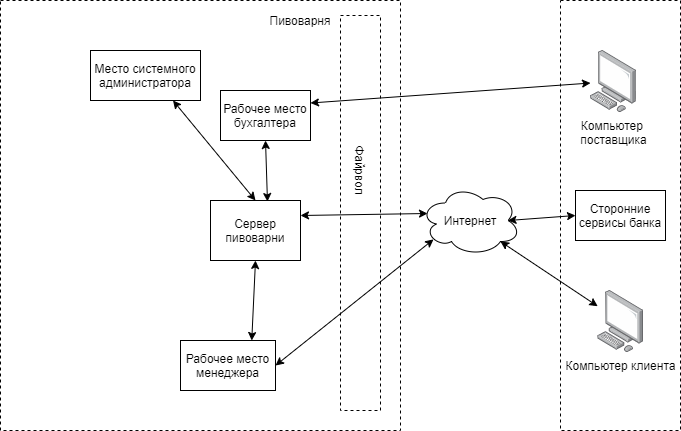 Пивоварня
Место системного
администратора
Рабочее место
бухгалтера
Файрвол
Компьютер
поставщика
Сервер
пивоварни
Интернет
Сторонние
сервисы банка
Рабочее место
менеджера
Компьютер клиента